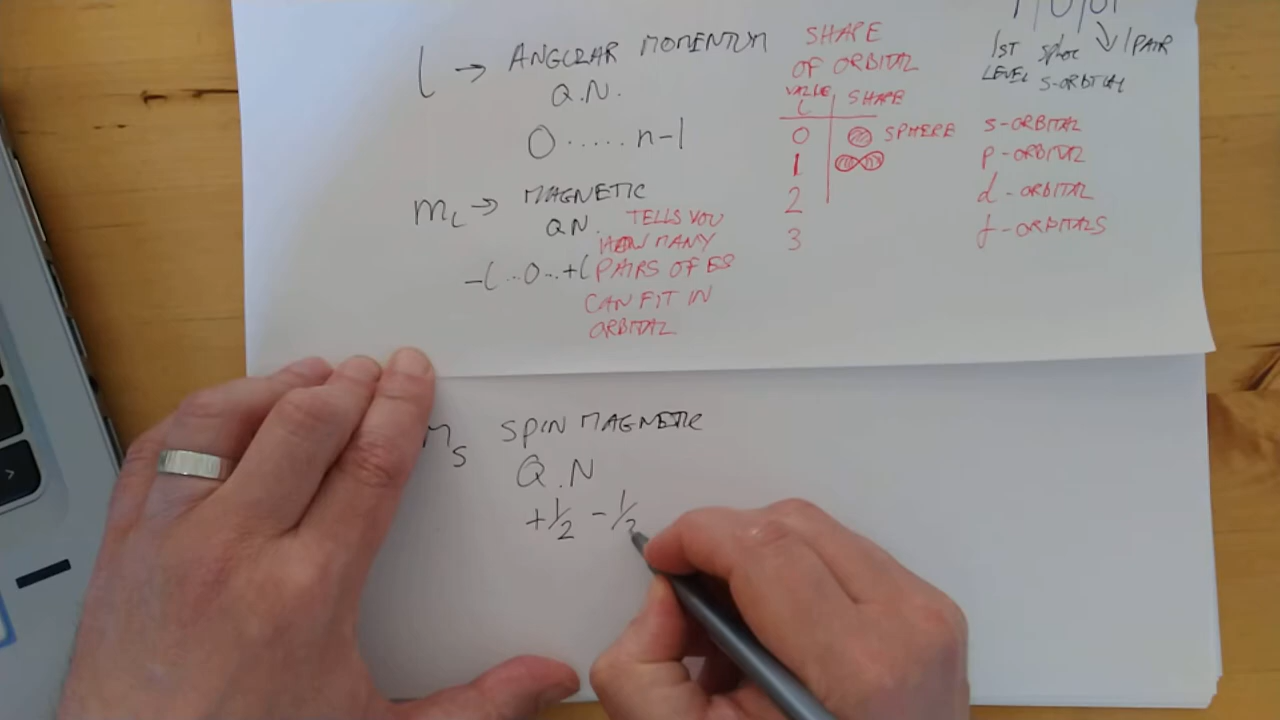 l → ANGULAR MOMENTUM
Q.N.
0 ..... n-1
SHAPE
OF ORBITAL
VALUE | SHAPE
L
0 SPHERE s-ORBITAL
1 p-ORBITAL
2 d-ORBITAL
3 f-ORBITALS
1ST spher 1 PAIR
LEVEL S-ORBITAL
mL → MAGNETIC
Q.N. TELLS YOU
HOW MANY
-l ..0...+l PAIRS OF ES
CAN FIT IN
ORBITAL
ms SPIN MAGNETIC
Q.N
+1/2 -1/2